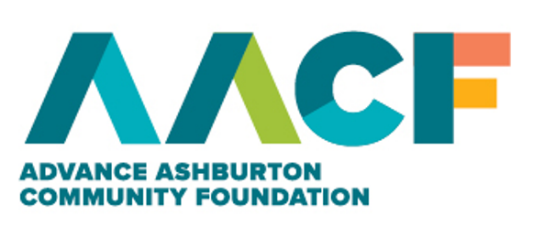 AACF
ADVANCE ASHBURTON
COMMUNITY FOUNDATION